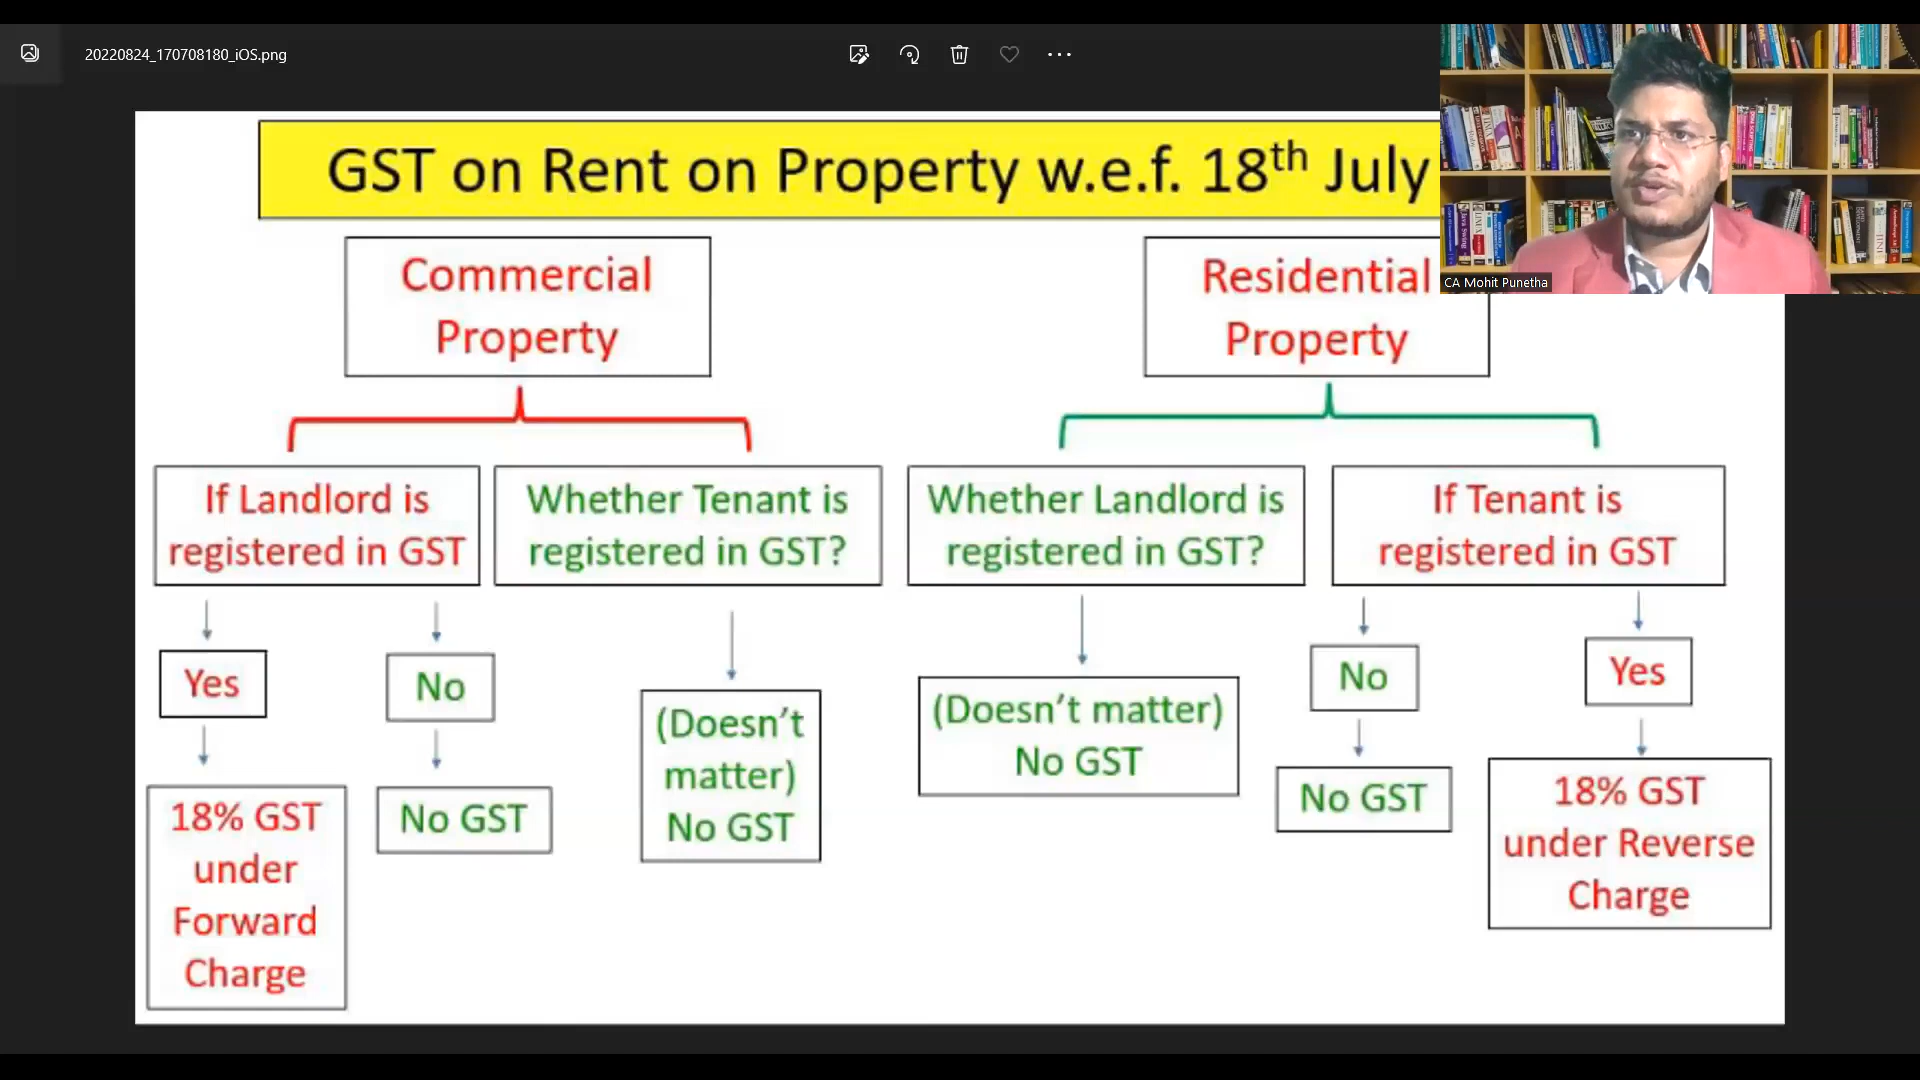 20220824_170708180_iOS.png
GST on Rent on Property w.e.f. 18th July
CA Mohit Punetha
Commercial
Property
Residential
Property
If Landlord is
registered in GST
Whether Tenant is
registered in GST?
Whether Landlord is
registered in GST?
If Tenant is
registered in GST
Yes
No
(Doesn't
matter)
No GST
(Doesn't matter)
No GST
No
Yes
18% GST
under
Forward
Charge
No GST
No GST
18% GST
under Reverse
Charge